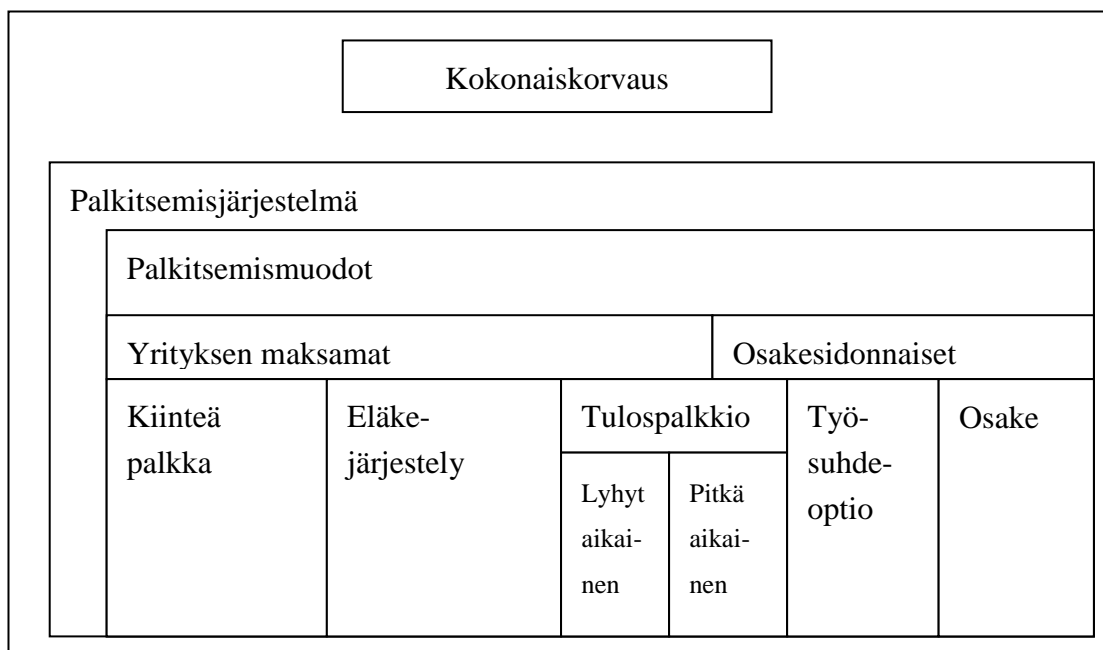 Kokonaiskorvaus
Palkitsemisjärjestelmä
Palkitsemismuodot
Yrityksen maksamat
Osakesidonnaiset
Kiinteä
palkka
Eläke-
järjestely
Tulospalkkio
Lyhyt
aikai-
nen
Pitkä
aikai-
nen
Työ-
suhde-
optio
Osake